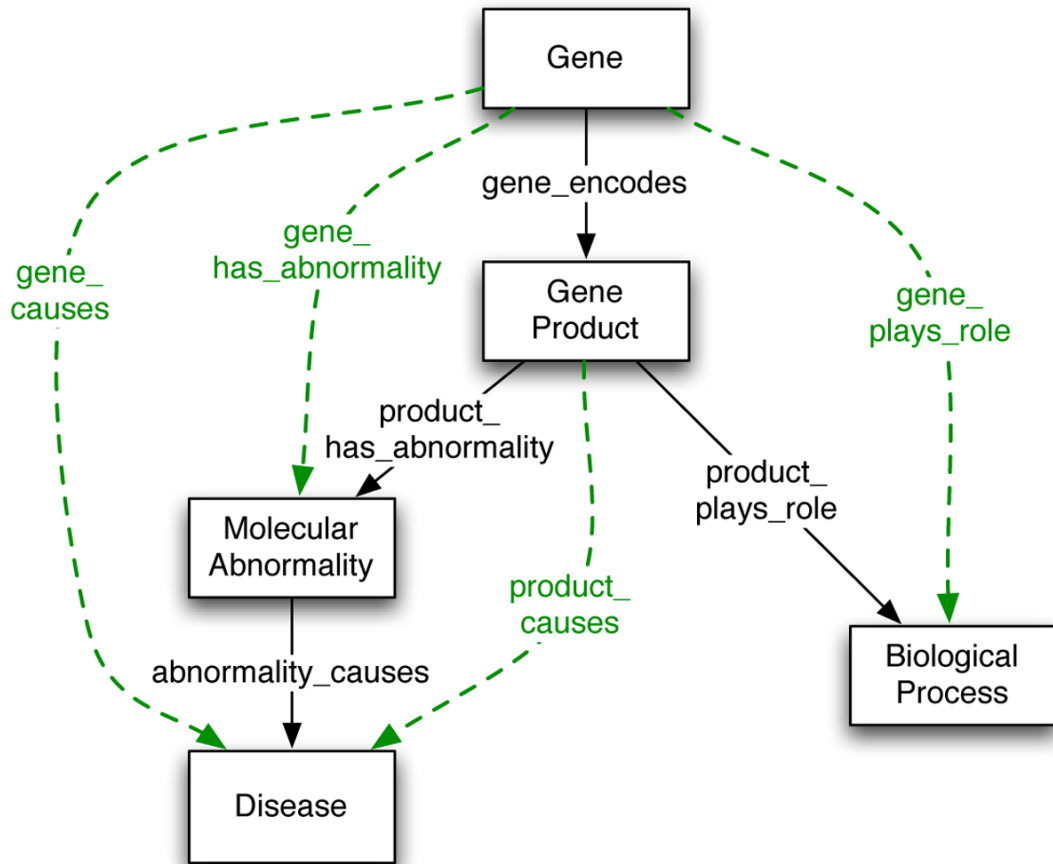 Gene
gene_encodes
gene_
has_abnormality
gene_
causes
gene_
plays_role
Gene
Product
product_
has_abnormality
product_
plays_role
Molecular
Abnormality
product_
causes
abnormality_causes
Biological
Process
Disease